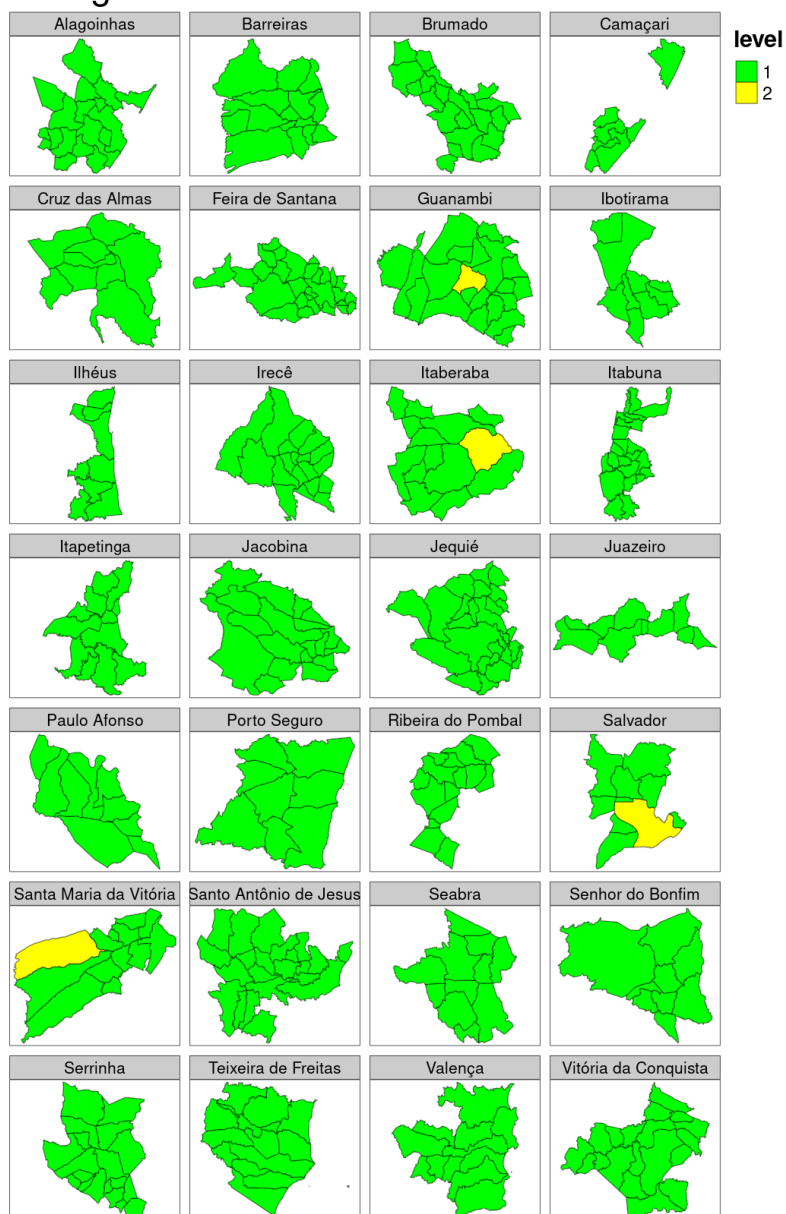 Alagoinhas Barreiras Brumado Camaçari
level
1
2
Cruz das Almas Feira de Santana Guanambi Ibotirama
Ilhéus Irecê Itaberaba Itabuna
Itapetinga Jacobina Jequié Juazeiro
Paulo Afonso Porto Seguro Ribeira do Pombal Salvador
Santa Maria da Vitória Santo Antônio de Jesus Seabra Senhor do Bonfim
Serrinha Teixeira de Freitas Valença Vitória da Conquista